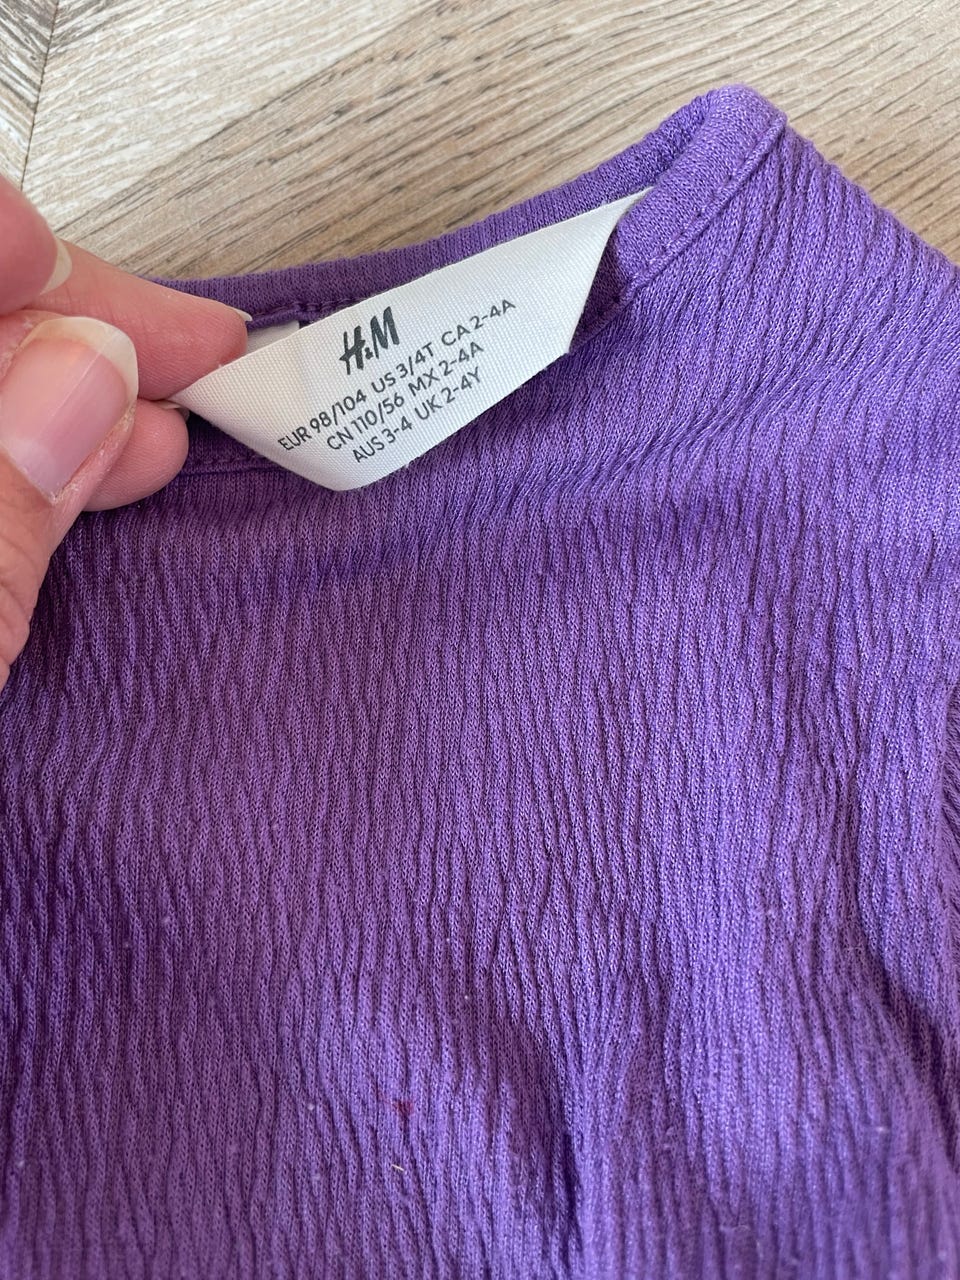 H&M
EUR 98/104 US 3/4T CA 2-4A
CN 110/56 MX 2-4A
AUS 3-4 UK 2-4Y